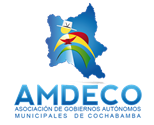 AMDECO
ASOCIACIÓN DE GOBIERNOS AUTÓNOMOS
MUNICIPALES DE COCHABAMBA